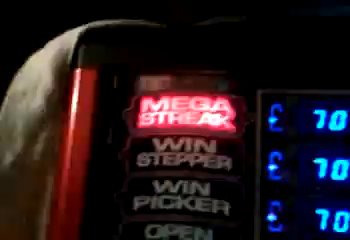 MEGA
STREAK
£ 70
WIN
STEPPER
£ 70
WIN
PICKER
£ 70
OPEN